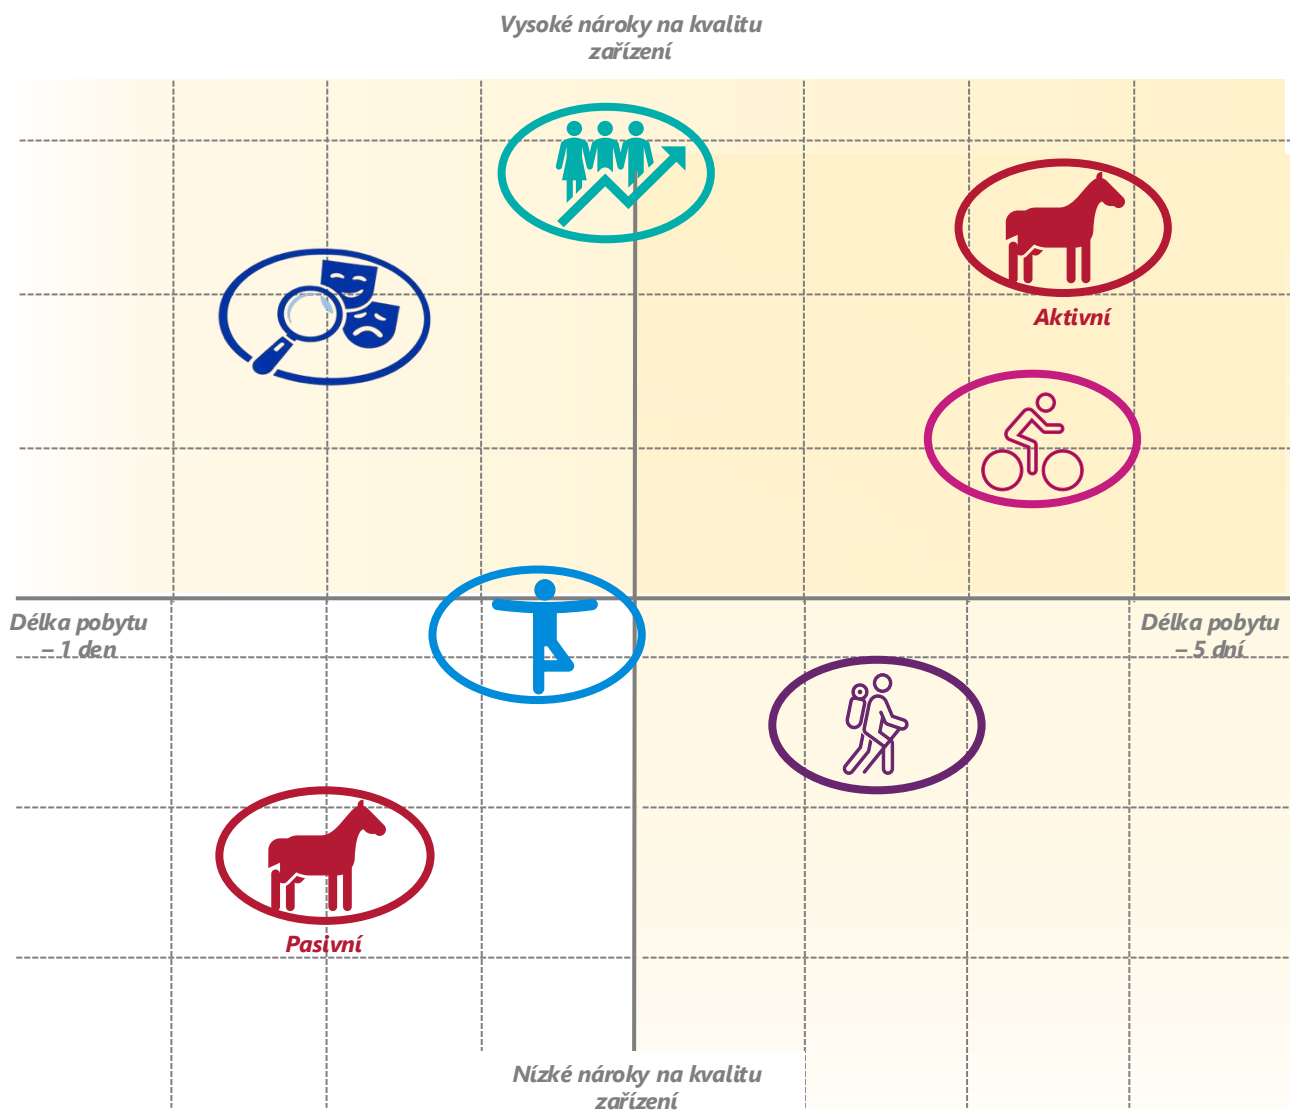 Vysoké nároky na kvalitu
zařízení
Aktivní
Délka pobytu
– 1 den
Délka pobytu
– 5 dní
Pasivní
Nízké nároky na kvalitu
zařízení